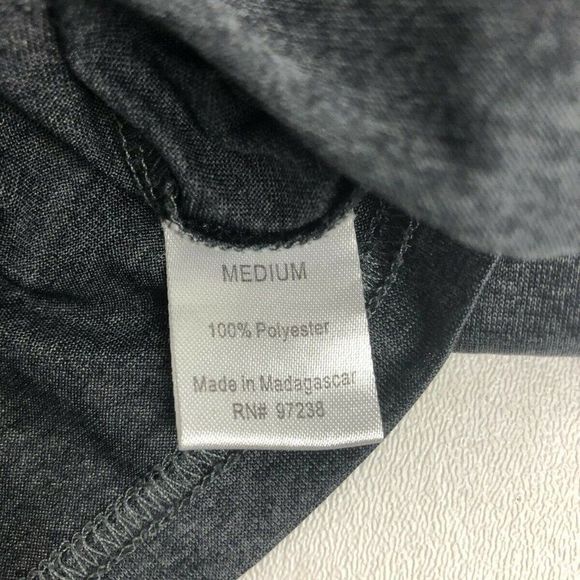 MEDIUM
100% Polyester
Made in Madagascar
RN# 97238